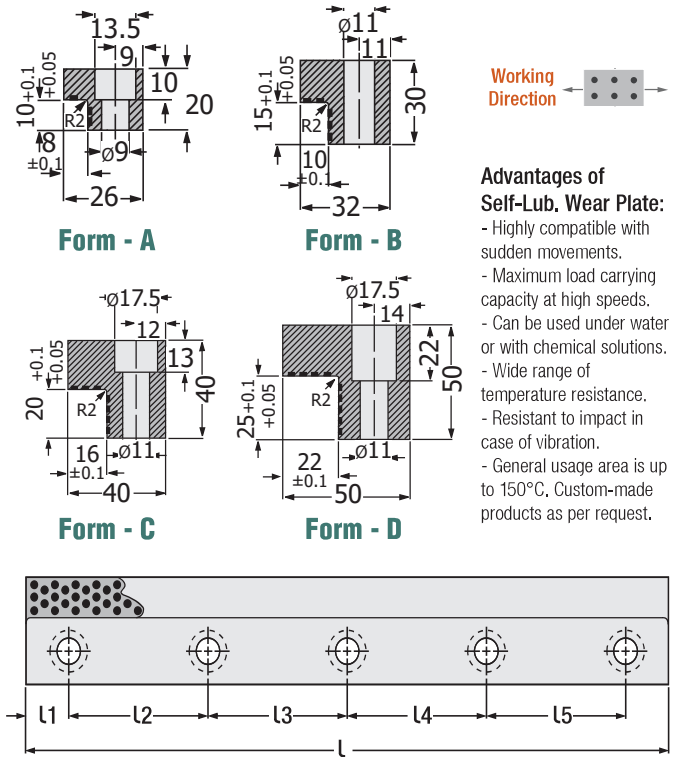 13.5
9
10
20
10+0.1
+0.05
R2
8
±0.1
ø9
26
Form - A
ø11
11
30
15+0.1
+0.05
R2
10
±0.1
32
Form - B
Working
Direction
Advantages of
Self-Lub. Wear Plate:
- Highly compatible with
sudden movements.
- Maximum load carrying
capacity at high speeds.
- Can be used under water
or with chemical solutions.
- Wide range of
temperature resistance.
- Resistant to impact in
case of vibration.
- General usage area is up
to 150°C. Custom-made
products as per request.
ø17.5
12
13
40
20 +0.1
+0.05
R2
16
±0.1
ø11
40
Form - C
ø17.5
14
22
50
25+0.1
+0.05
R2
22
±0.1
ø11
50
Form - D
l1 l2 l3 l4 l5
l